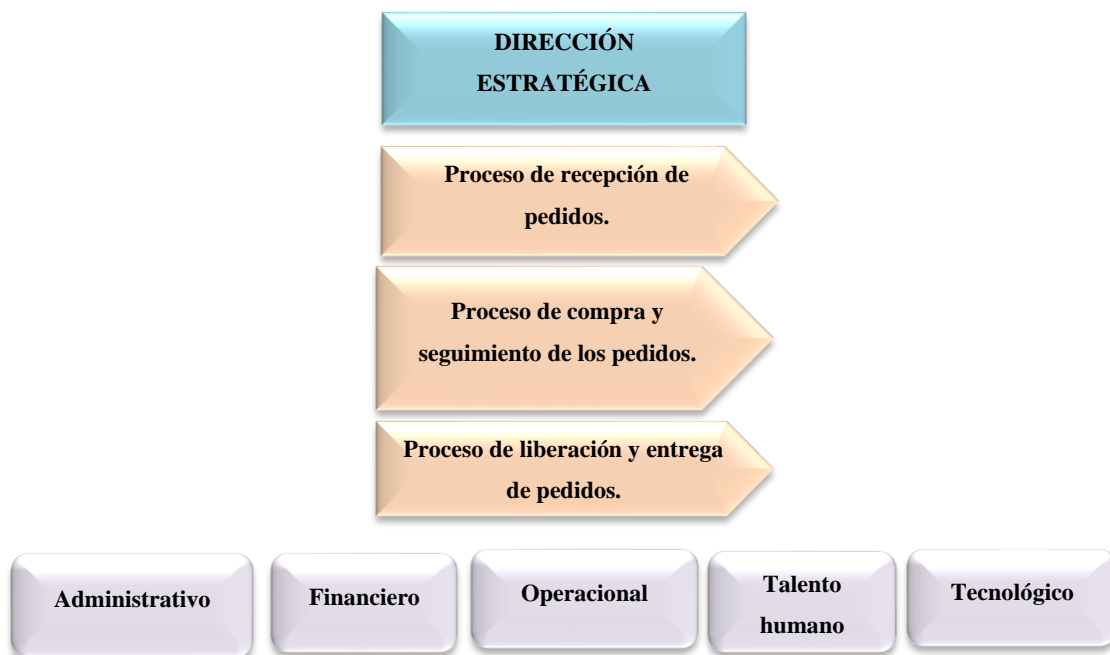 DIRECCIÓN
ESTRATÉGICA
Proceso de recepción de
pedidos.
Proceso de compra y
seguimiento de los pedidos.
Proceso de liberación y entrega
de pedidos.
Administrativo
Financiero
Operacional
Talento
humano
Tecnológico